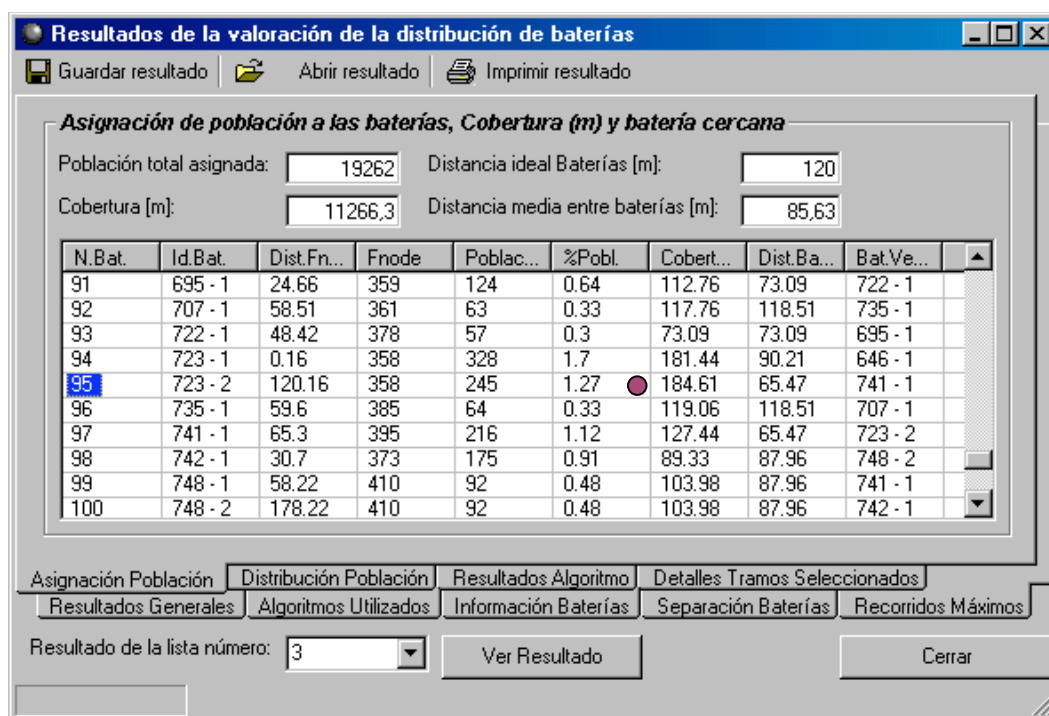 Resultados de la valoración de la distribución de baterías
Guardar resultado Abrir resultado Imprimir resultado
Asignación de población a las baterías, Cobertura (m) y batería cercana
Población total asignada: 19262 Distancia ideal Baterías [m]: 120
Cobertura [m]: 11266,3 Distancia media entre baterías [m]: 85,63
N.Bat. Id.Bat. Dist.Fn... Fnode Poblac... %Pobl. Cobert... Dist.Ba... Bat.Ve...
91 695 - 1 24.66 359 124 0.64 112.76 73.09 722 - 1
92 707 - 1 58.51 361 63 0.33 117.76 118.51 735 - 1
93 722 - 1 48.42 378 57 0.3 73.09 73.09 695 - 1
94 723 - 1 0.16 358 328 1.7 181.44 90.21 646 - 1
95 723 - 2 120.16 358 245 1.27 184.61 65.47 741 - 1
96 735 - 1 59.6 385 64 0.33 119.06 118.51 707 - 1
97 741 - 1 65.3 395 216 1.12 127.44 65.47 723 - 2
98 742 - 1 30.7 373 175 0.91 89.33 87.96 748 - 2
99 748 - 1 58.22 410 92 0.48 103.98 87.96 741 - 1
100 748 - 2 178.22 410 92 0.48 103.98 87.96 742 - 1
Asignación Población Distribución Población Resultados Algoritmo Detalles Tramos Seleccionados
Resultados Generales Algoritmos Utilizados Información Baterías Separación Baterías Recorridos Máximos
Resultado de la lista número: 3 Ver Resultado Cerrar